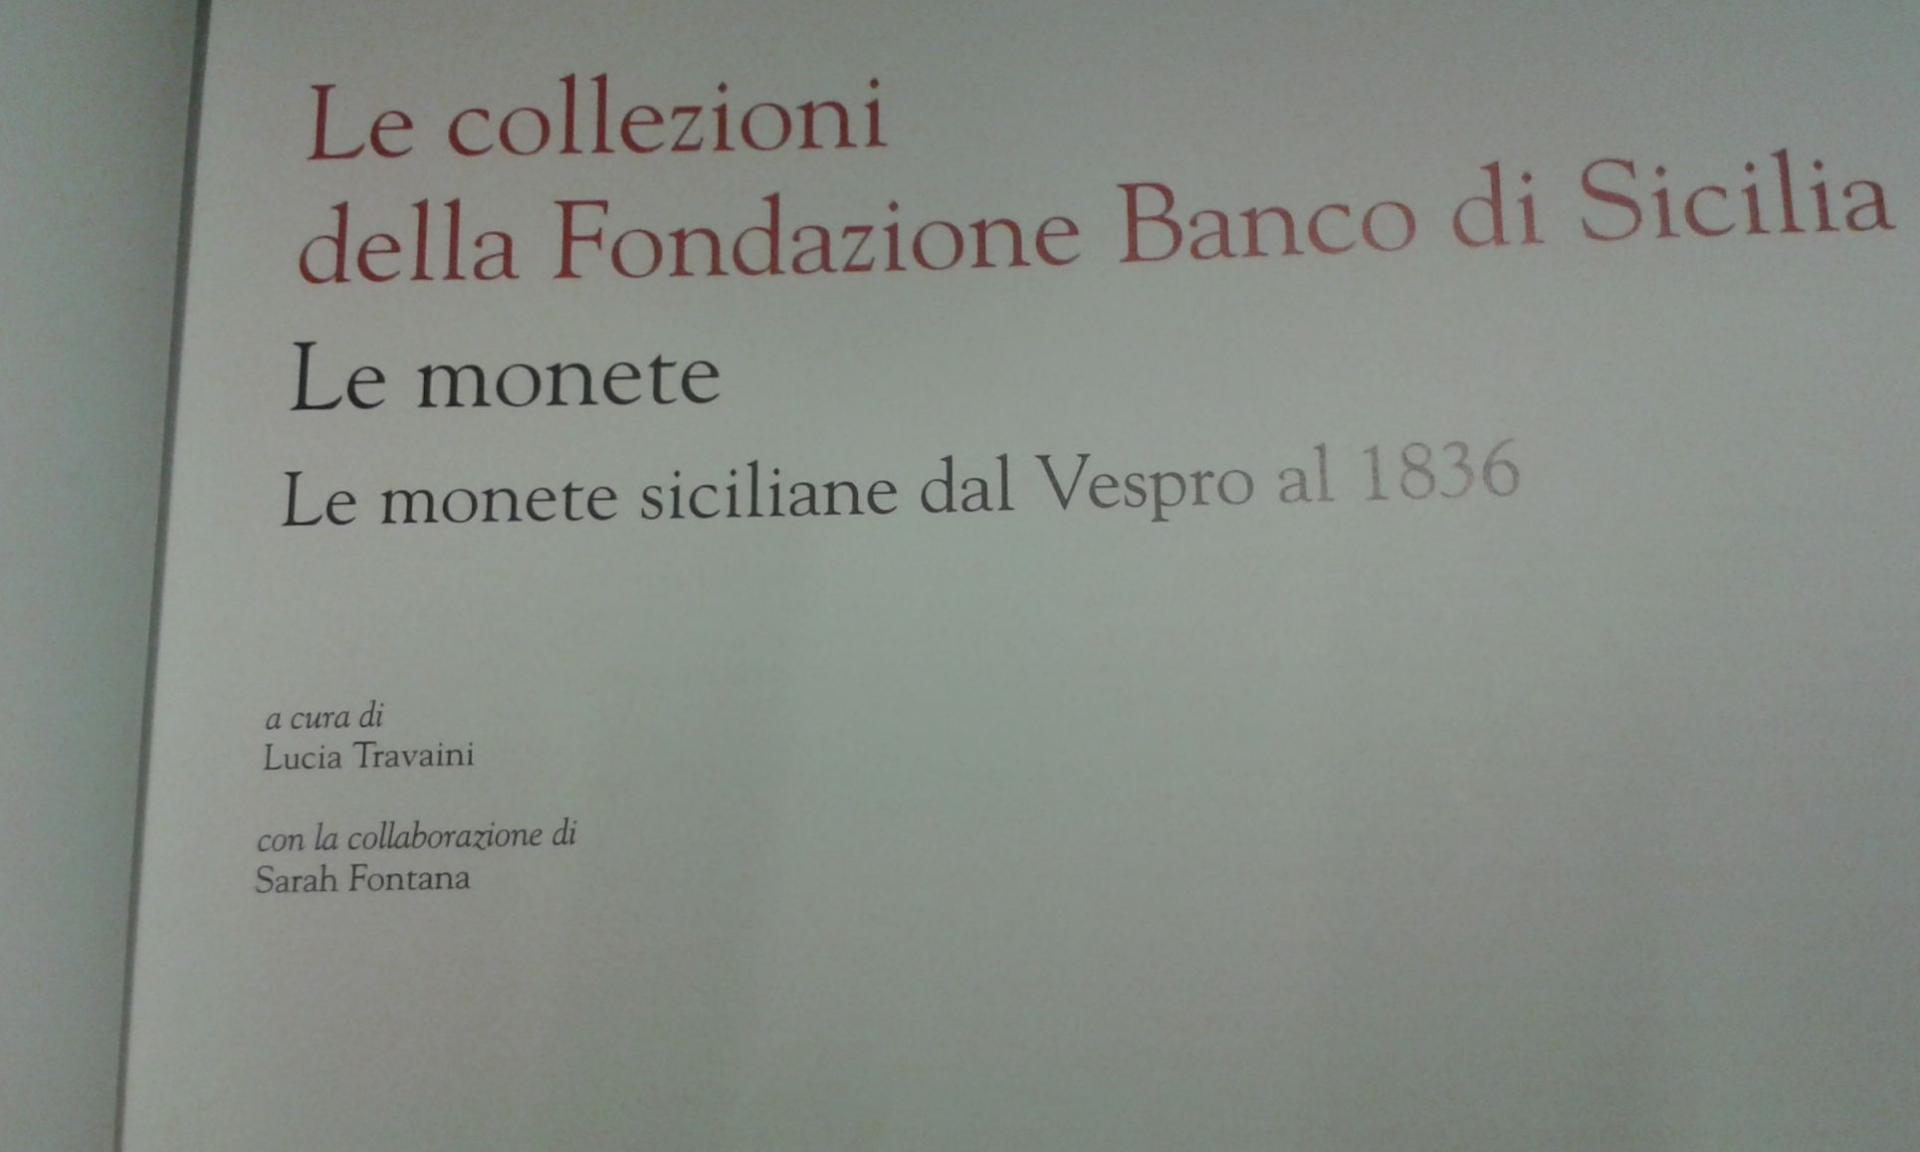 Le collezioni
della Fondazione Banco di Sicilia
Le monete
Le monete siciliane dal Vespro al 1836
a cura di
Lucia Travaini
con la collaborazione di
Sarah Fontana